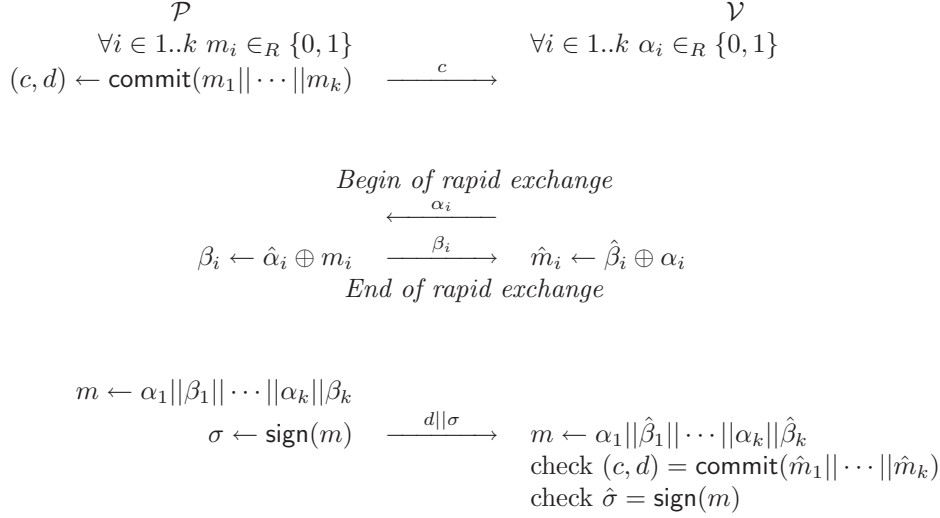 𝒫 𝒱
∀i ∈ 1..k m_i ∈_R {0, 1} ∀i ∈ 1..k α_i ∈_R {0, 1}
(c, d) ← commit(m_1||···||m_k) c
Begin of rapid exchange
α_i
β_i ← α̂_i ⊕ m_i β_i m̂_i ← β̂_i ⊕ α_i
End of rapid exchange
m ← α_1||β_1||···||α_k||β_k
σ ← sign(m) d||σ m ← α_1||β̂_1||···||α_k||β̂_k
check (c, d) = commit(m̂_1||···||m̂_k)
check σ̂ = sign(m)